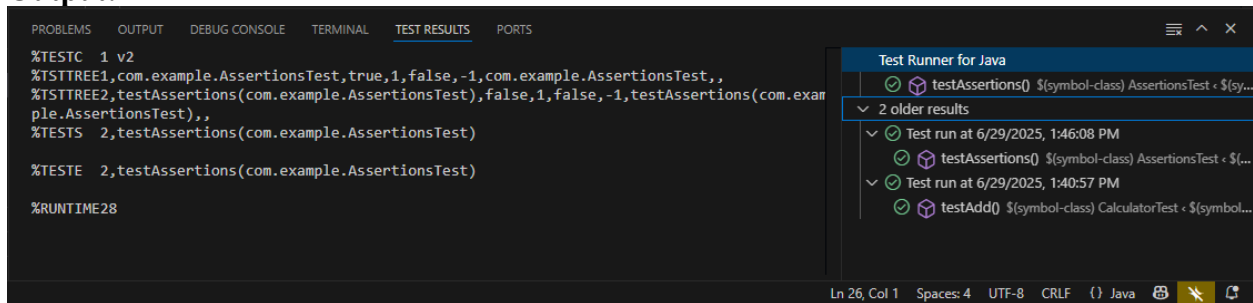 PROBLEMS OUTPUT DEBUG CONSOLE TERMINAL TEST RESULTS PORTS
%TESTC 1 v2
%TSTTREE1,com.example.AssertionsTest,true,1,false,-1,com.example.AssertionsTest,,
%TSTTREE2,testAssertions(com.example.AssertionsTest),false,1,false,-1,testAssertions(com.exam
ple.AssertionsTest),,
%TESTS 2,testAssertions(com.example.AssertionsTest)
%TESTE 2,testAssertions(com.example.AssertionsTest)
%RUNTIME28
Test Runner for Java
testAssertions() $(symbol-class) AssertionsTest < $(sy...
2 older results
Test run at 6/29/2025, 1:46:08 PM
testAssertions() $(symbol-class) AssertionsTest < $(...
Test run at 6/29/2025, 1:40:57 PM
testAdd() $(symbol-class) CalculatorTest < $(symbol...
Ln 26, Col 1 Spaces: 4 UTF-8 CRLF {} Java